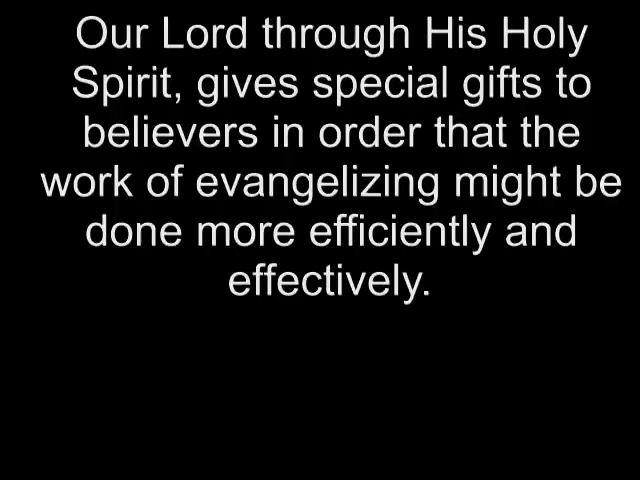 Our Lord through His Holy
Spirit, gives special gifts to
believers in order that the
work of evangelizing might be
done more efficiently and
effectively.